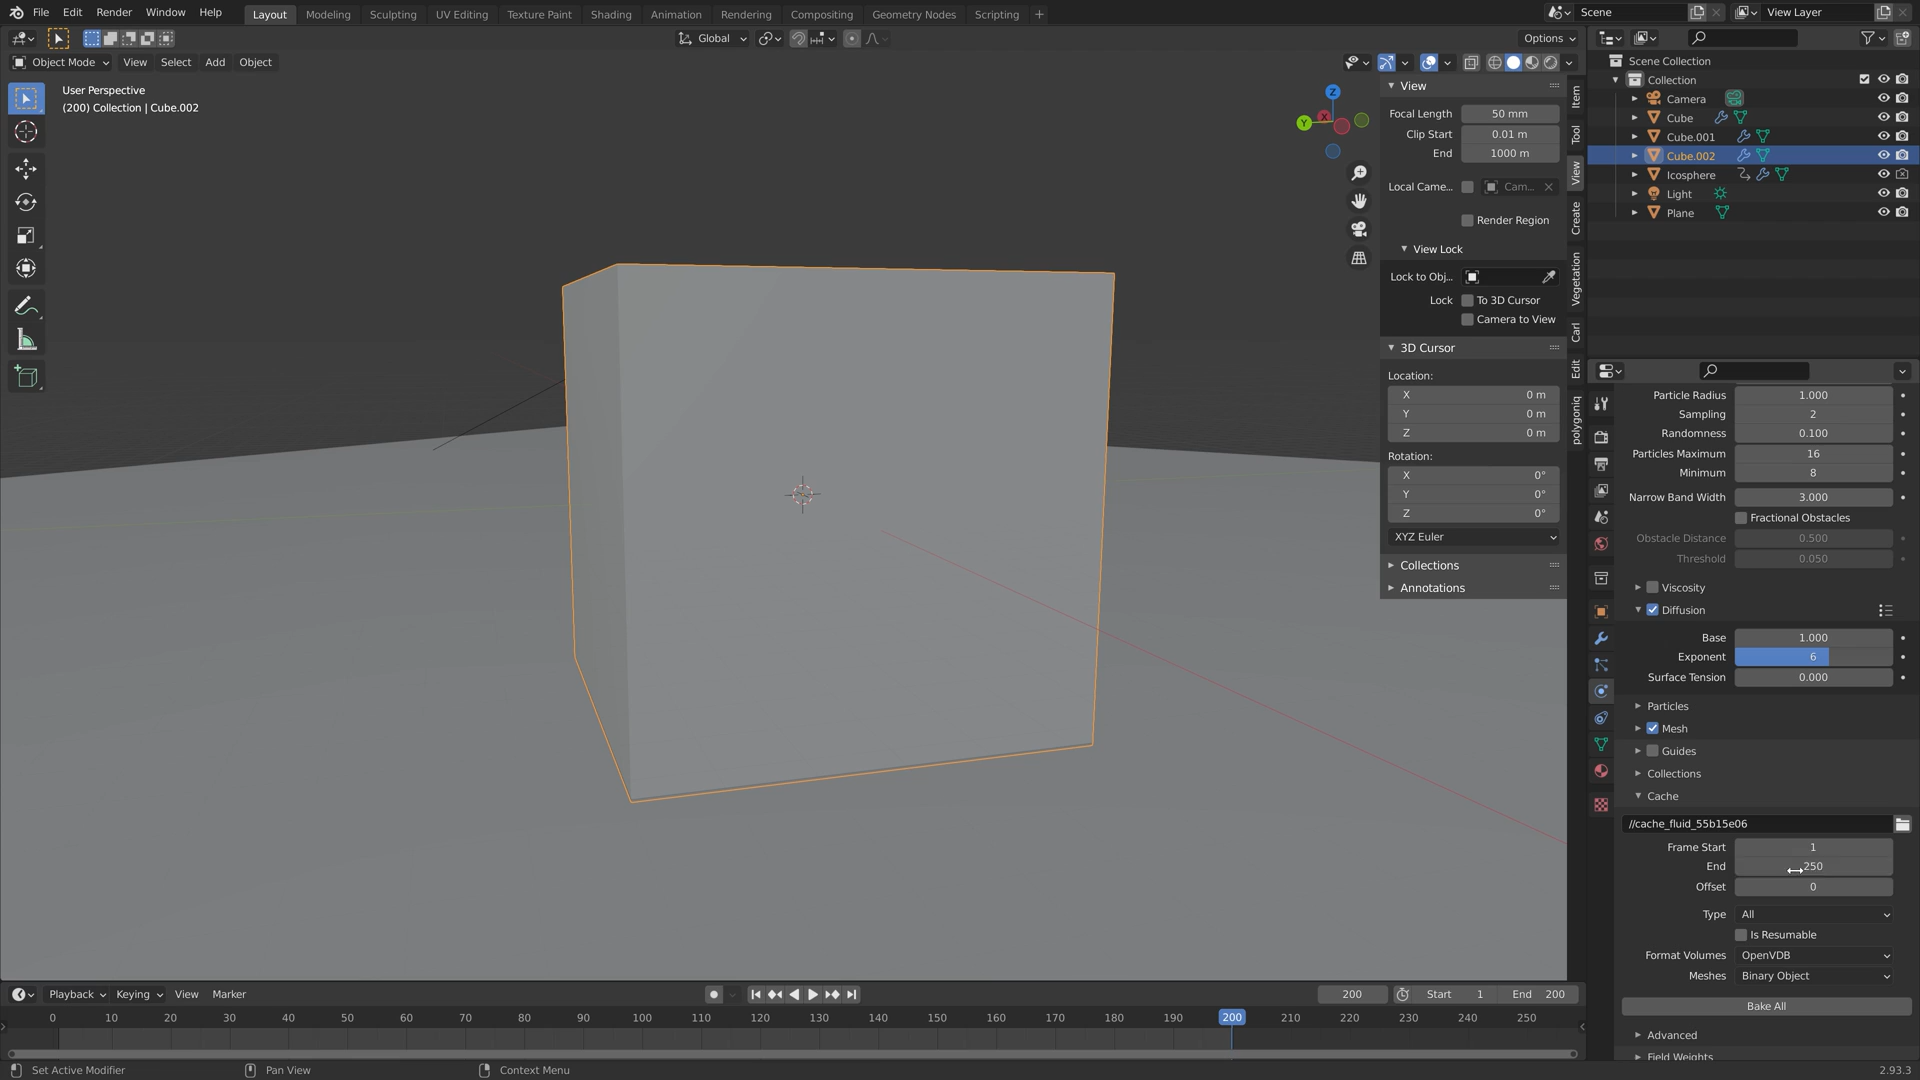 File Edit Render Window Help Layout Modeling Sculpting UV Editing Texture Paint Shading Animation Rendering Compositing Geometry Nodes Scripting + Scene View Layer
Global Options
Object Mode View Select Add Object
User Perspective
(200) Collection | Cube.002
Z
Y
X
View
Focal Length 50 mm
Clip Start 0.01 m
End 1000 m
Local Came... Cam...
Render Region
View Lock
Lock to Obj...
Lock To 3D Cursor
Camera to View
3D Cursor
Location:
X 0 m
Y 0 m
Z 0 m
Rotation:
X 0°
Y 0°
Z 0°
XYZ Euler
Collections
Annotations
Item
Tool
View
Create
Vegetation
Carl
Edit
polygoniq
Scene Collection
Collection
Camera
Cube
Cube.001
Cube.002
Icosphere
Light
Plane
Particle Radius 1.000
Sampling 2
Randomness 0.100
Particles Maximum 16
Minimum 8
Narrow Band Width 3.000
Fractional Obstacles
Obstacle Distance 0.500
Threshold 0.050
Viscosity
Diffusion
Base 1.000
Exponent 6
Surface Tension 0.000
Particles
Mesh
Guides
Collections
Cache
//cache_fluid_55b15e06
Frame Start 1
End 250
Offset 0
Type All
Is Resumable
Format Volumes OpenVDB
Meshes Binary Object
Bake All
Advanced
Field Weights
Playback Keying View Marker 200 Start 1 End 200
0 10 20 30 40 50 60 70 80 90 100 110 120 130 140 150 160 170 180 190 200 210 220 230 240 250
Set Active Modifier Pan View Context Menu 2.93.3